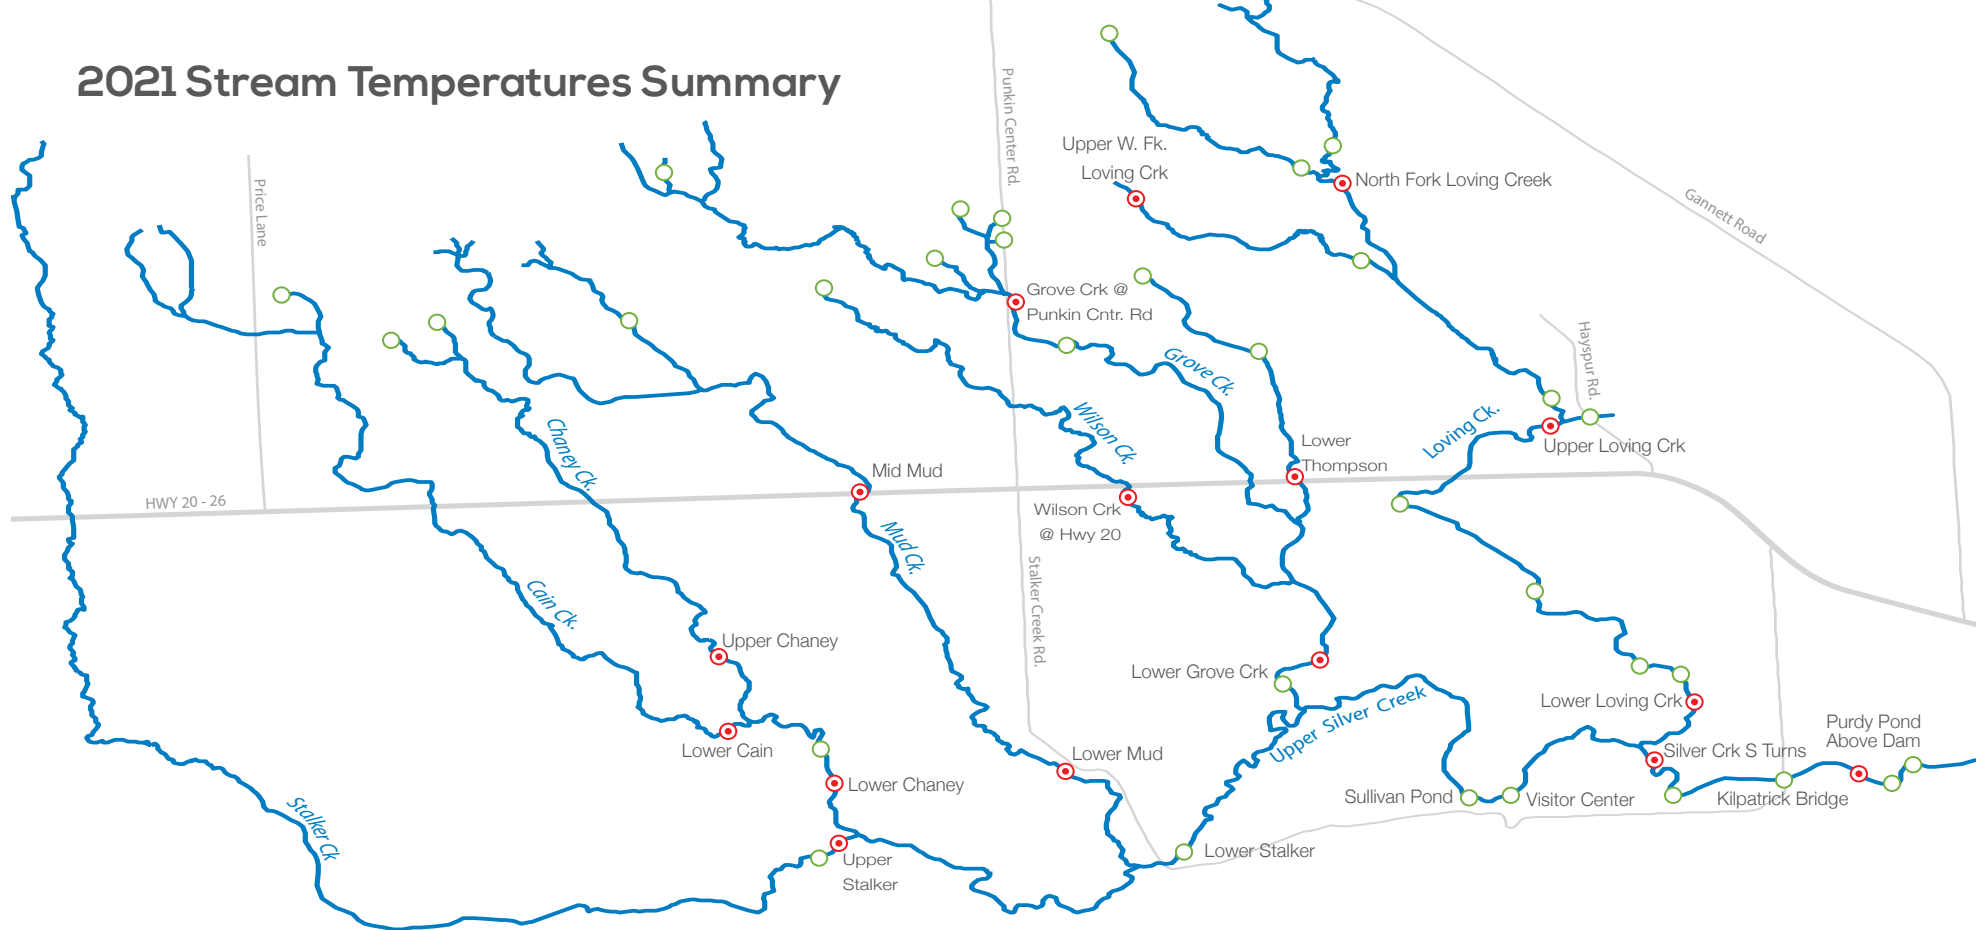 2021 Stream Temperatures Summary
Punkin Center Rd.
Upper W. Fk.
Loving Crk
North Fork Loving Creek
Gannett Road
Price Lane
Grove Crk @
Punkin Cntr. Rd
Grove Ck.
Hayspur Rd.
Wilson Ck.
Chaney Ck.
Loving Ck.
Lower
Thompson
Upper Loving Crk
Mid Mud
HWY 20 - 26
Wilson Crk
@ Hwy 20
Mud Ck.
Cain Ck.
Stalker Creek Rd.
Upper Chaney
Lower Grove Crk
Upper Silver Creek
Lower Loving Crk
Purdy Pond
Above Dam
Lower Cain
Lower Mud
Silver Crk S Turns
Lower Chaney
Sullivan Pond
Visitor Center
Kilpatrick Bridge
Stalker Ck
Lower Stalker
Upper
Stalker